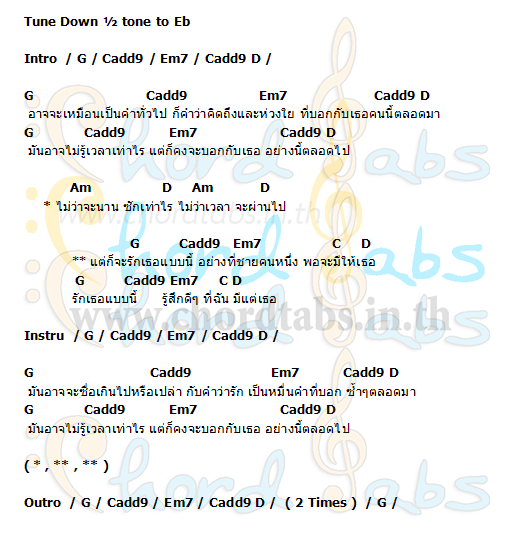 Tune Down ½ tone to Eb
Intro / G / Cadd9 / Em7 / Cadd9 D /
G Cadd9 Em7 Cadd9 D
อาจจะเหมือนเป็นคำทั่วไป ก็คำว่าคิดถึงและห่วงใย ที่บอกกับเธอคนนี้ตลอดมา
G Cadd9 Em7 Cadd9 D
มันอาจไม่รู้เวลาเท่าไร แต่ก็คงจะบอกกับเธอ อย่างนี้ตลอดไป
Am D Am D
* ไม่ว่าจะนาน ซักเท่าไร ไม่ว่าเวลา จะผ่านไป
G Cadd9 Em7 C D
** แต่ก็จะรักเธอแบบนี้ อย่างที่ชายคนหนึ่ง พอจะมีให้เธอ
G Cadd9 Em7 C D
รักเธอแบบนี้ รู้สึกดีๆ ที่ฉัน มีแต่เธอ
www.chordtabs.in.th
Instru / G / Cadd9 / Em7 / Cadd9 D /
G Cadd9 Em7 Cadd9 D
มันอาจจะซื่อเกินไปหรือเปล่า กับคำว่ารัก เป็นหมื่นคำที่บอก ซ้ำๆตลอดมา
G Cadd9 Em7 Cadd9 D
มันอาจไม่รู้เวลาเท่าไร แต่ก็คงจะบอกกับเธอ อย่างนี้ตลอดไป
( * , ** , ** )
Outro / G / Cadd9 / Em7 / Cadd9 D / ( 2 Times ) / G /